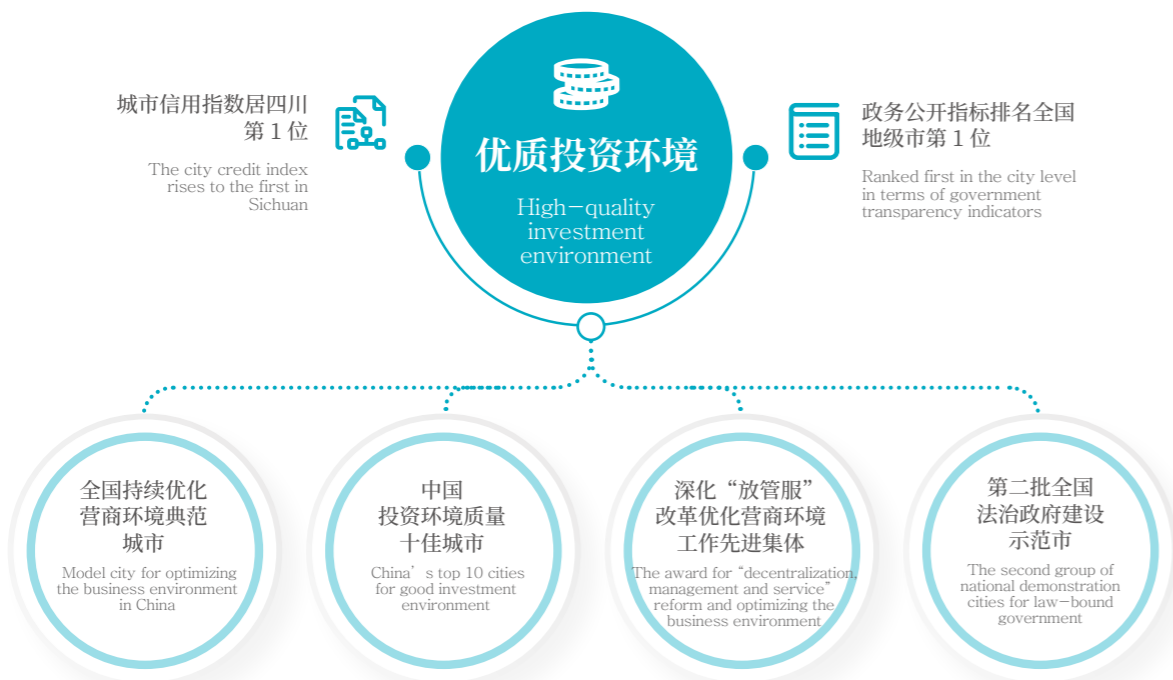 城市信用指数居四川
第 1 位
The city credit index
rises to the first in
Sichuan
优质投资环境
High-quality
investment
environment
政务公开指标排名全国
地级市第 1 位
Ranked first in the city level
in terms of government
transparency indicators
全国持续优化
营商环境典范
城市
Model city for optimizing
the business environment
in China
中国
投资环境质量
十佳城市
China’s top 10 cities
for good investment
environment
深化“放管服”
改革优化营商环境
工作先进集体
The award for “decentralization,
management and service”
reform and optimizing the
business environment
第二批全国
法治政府建设
示范市
The second group of
national demonstration
cities for law-bound
government